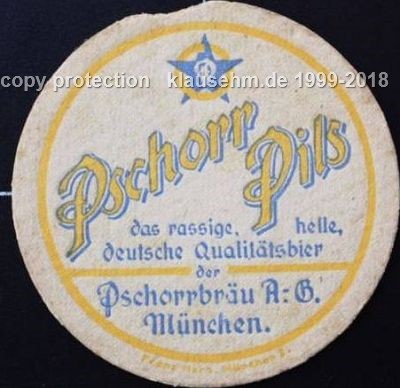 copy protection klausehm.de 1999-2018
Pschorr
Pils
das rassige, helle,
deutsche Qualitätsbier
der
Pschorrbräu A:G.
München.